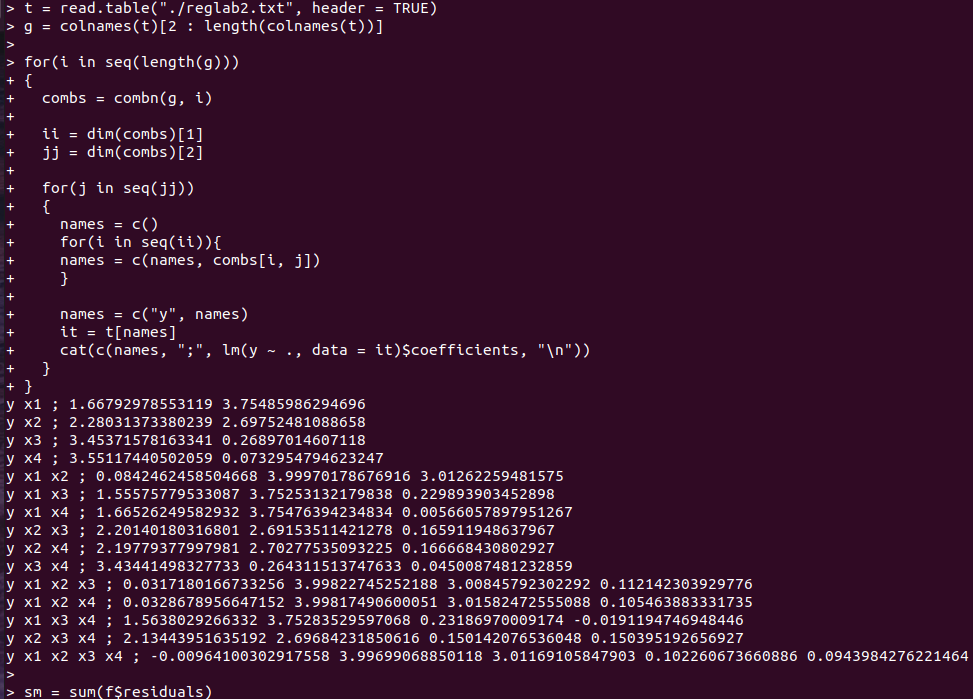 > t = read.table("./reglab2.txt", header = TRUE)
> g = colnames(t)[2 : length(colnames(t))]
>
> for(i in seq(length(g)))
+ {
+   combs = combn(g, i)
+
+   ii = dim(combs)[1]
+   jj = dim(combs)[2]
+
+   for(j in seq(jj))
+   {
+     names = c()
+     for(i in seq(ii)){
+     names = c(names, combs[i, j])
+     }
+
+     names = c("y", names)
+     it = t[names]
+     cat(c(names, ";", lm(y ~ ., data = it)$coefficients, "\n"))
+   }
+ }
y x1 ; 1.66792978553119 3.75485986294696
y x2 ; 2.28031373380239 2.69752481088658
y x3 ; 3.45371578163341 0.26897014607118
y x4 ; 3.55117440502059 0.0732954794623247
y x1 x2 ; 0.0842462458504668 3.99970178676916 3.01262259481575
y x1 x3 ; 1.55575779533087 3.75253132179838 0.229893903452898
y x1 x4 ; 1.66526249582932 3.75476394234834 0.00566057897951267
y x2 x3 ; 2.20140180316801 2.69153511421278 0.165911948637967
y x2 x4 ; 2.19779377997981 2.70277535093225 0.166668430802927
y x3 x4 ; 3.43441498327733 0.264311513747633 0.0450087481232859
y x1 x2 x3 ; 0.0317180166733256 3.99822745252188 3.00845792302292 0.112142303929776
y x1 x2 x4 ; 0.0328678956647152 3.99817490600051 3.01582472555088 0.105463883331735
y x1 x3 x4 ; 1.5638029266332 3.75283529597068 0.23186970009174 -0.0191194746948446
y x2 x3 x4 ; 2.13443951635192 2.69684231850616 0.150142076536048 0.150395192656927
y x1 x2 x3 x4 ; -0.00964100302917558 3.99699068850118 3.01169105847903 0.102260673660886 0.0943984276221464
>
> sm = sum(f$residuals)